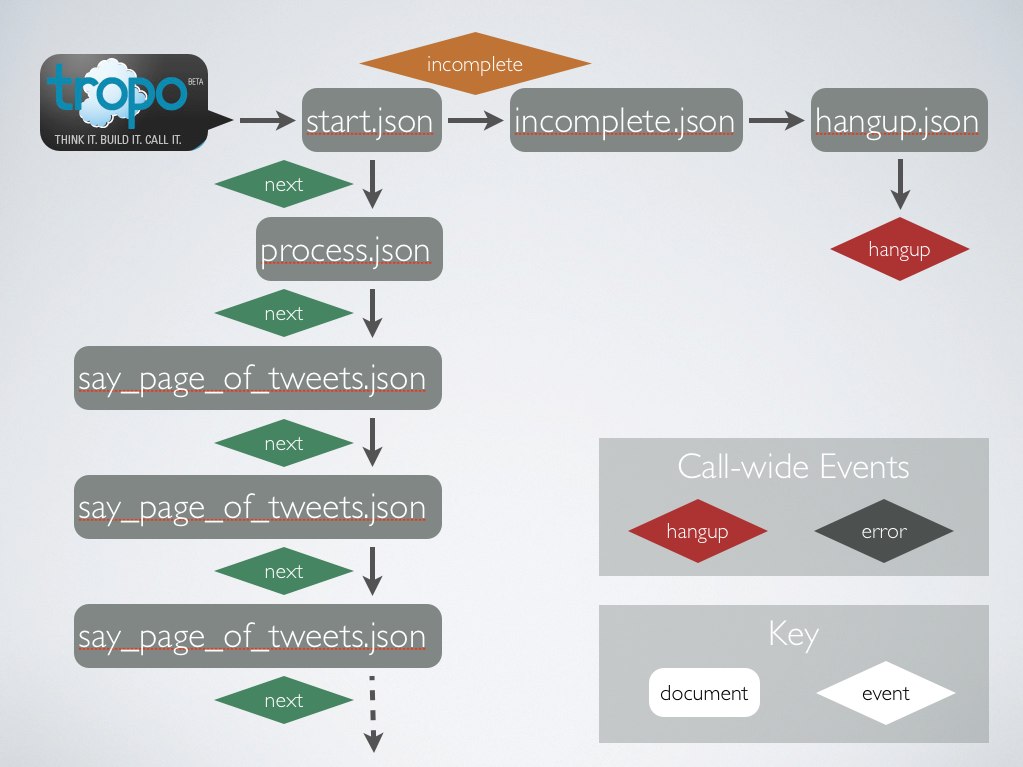 incomplete
tropo BETA
THINK IT. BUILD IT. CALL IT.
start.json
incomplete.json
hangup.json
next
hangup
process.json
next
say_page_of_tweets.json
next
say_page_of_tweets.json
next
say_page_of_tweets.json
next
Call-wide Events
hangup
error
Key
document
event